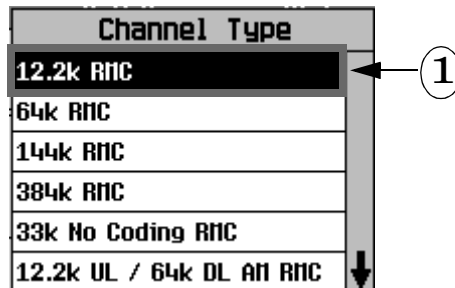 Channel Type
12.2k RMC
1
64k RMC
144k RMC
384k RMC
33k No Coding RMC
12.2k UL / 64k DL AM RMC